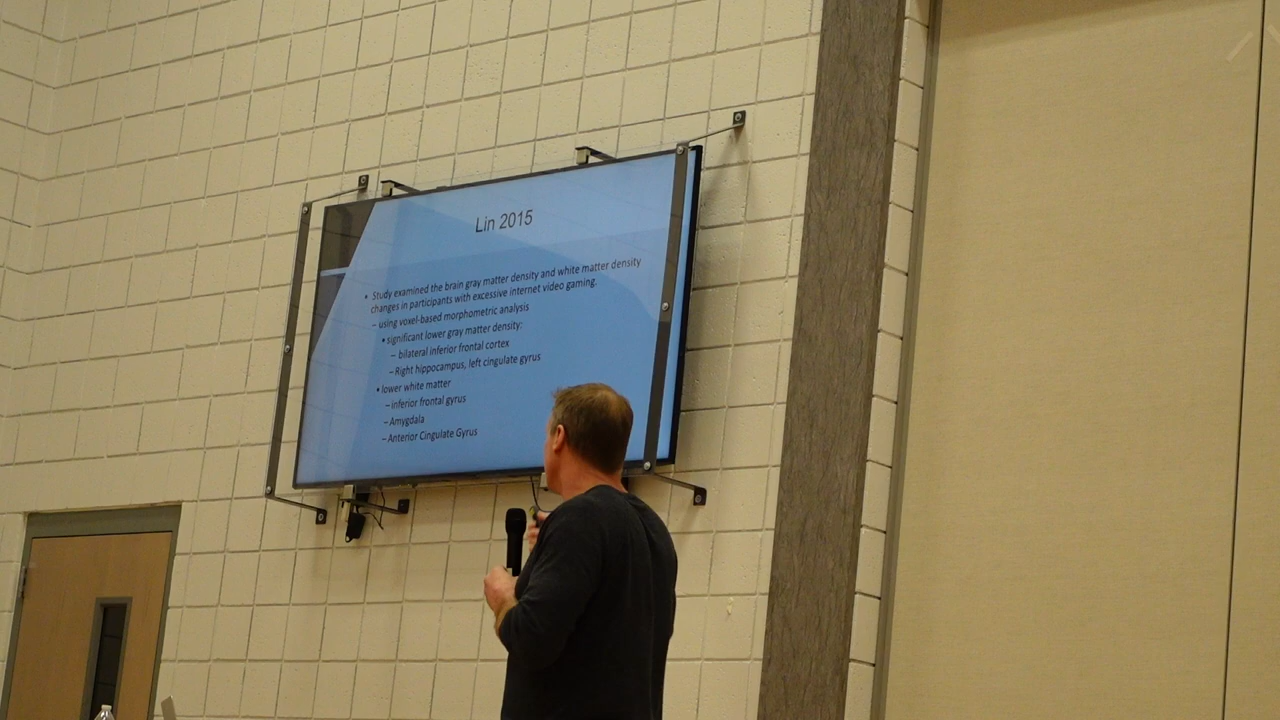 Lin 2015
• Study examined the brain gray matter density and white matter density
changes in participants with excessive internet video gaming.
– using voxel-based morphometric analysis
• significant lower gray matter density:
– bilateral inferior frontal cortex
– Right hippocampus, left cingulate gyrus
• lower white matter
– inferior frontal gyrus
– Amygdala
– Anterior Cingulate Gyrus